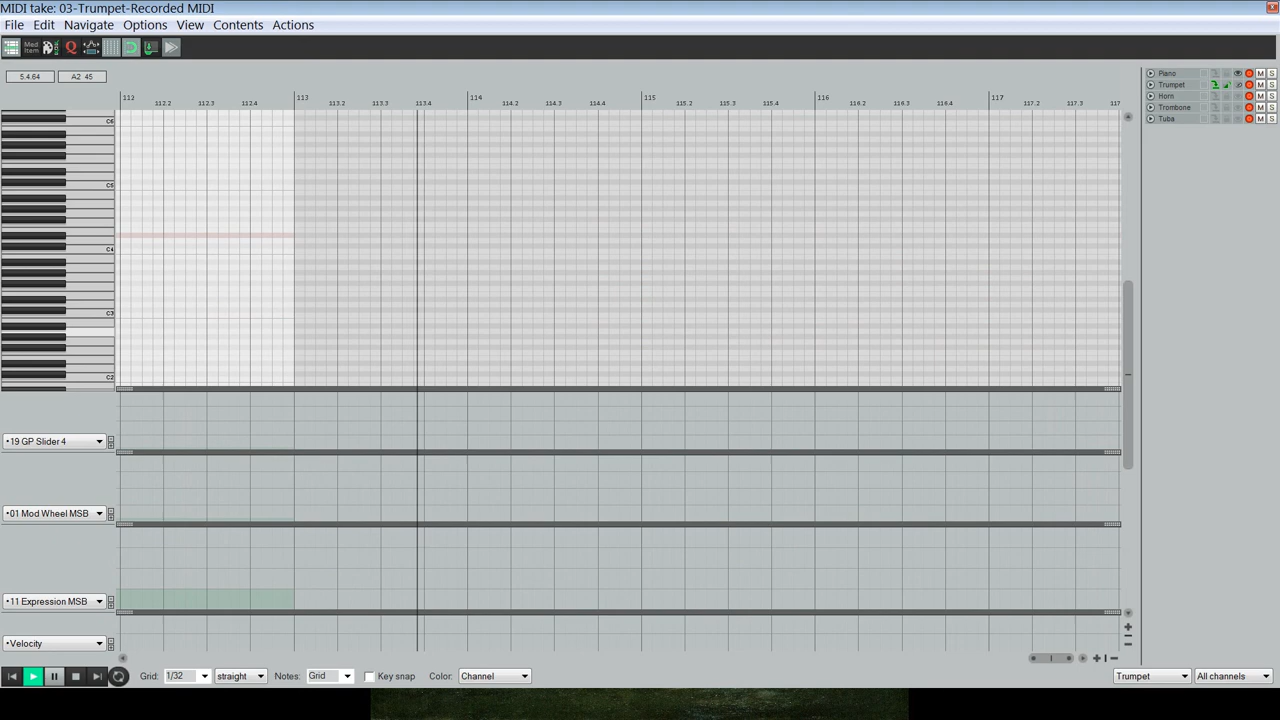 MIDI take: 03-Trumpet-Recorded MIDI
File Edit Navigate Options View Contents Actions
Med Item Q
5.4.64 A2 45
Piano M S
Trumpet M S
Horn M S
Trombone M S
Tuba M S
112 112.2 112.3 112.4 113 113.2 113.3 113.4 114 114.2 114.3 114.4 115 115.2 115.3 115.4 116 116.2 116.3 116.4 117 117.2 117.3 117
C6
C5
C4
C3
C2
•19 GP Slider 4
•01 Mod Wheel MSB
•11 Expression MSB
•Velocity
Grid: 1/32 straight Notes: Grid Key snap Color: Channel Trumpet All channels